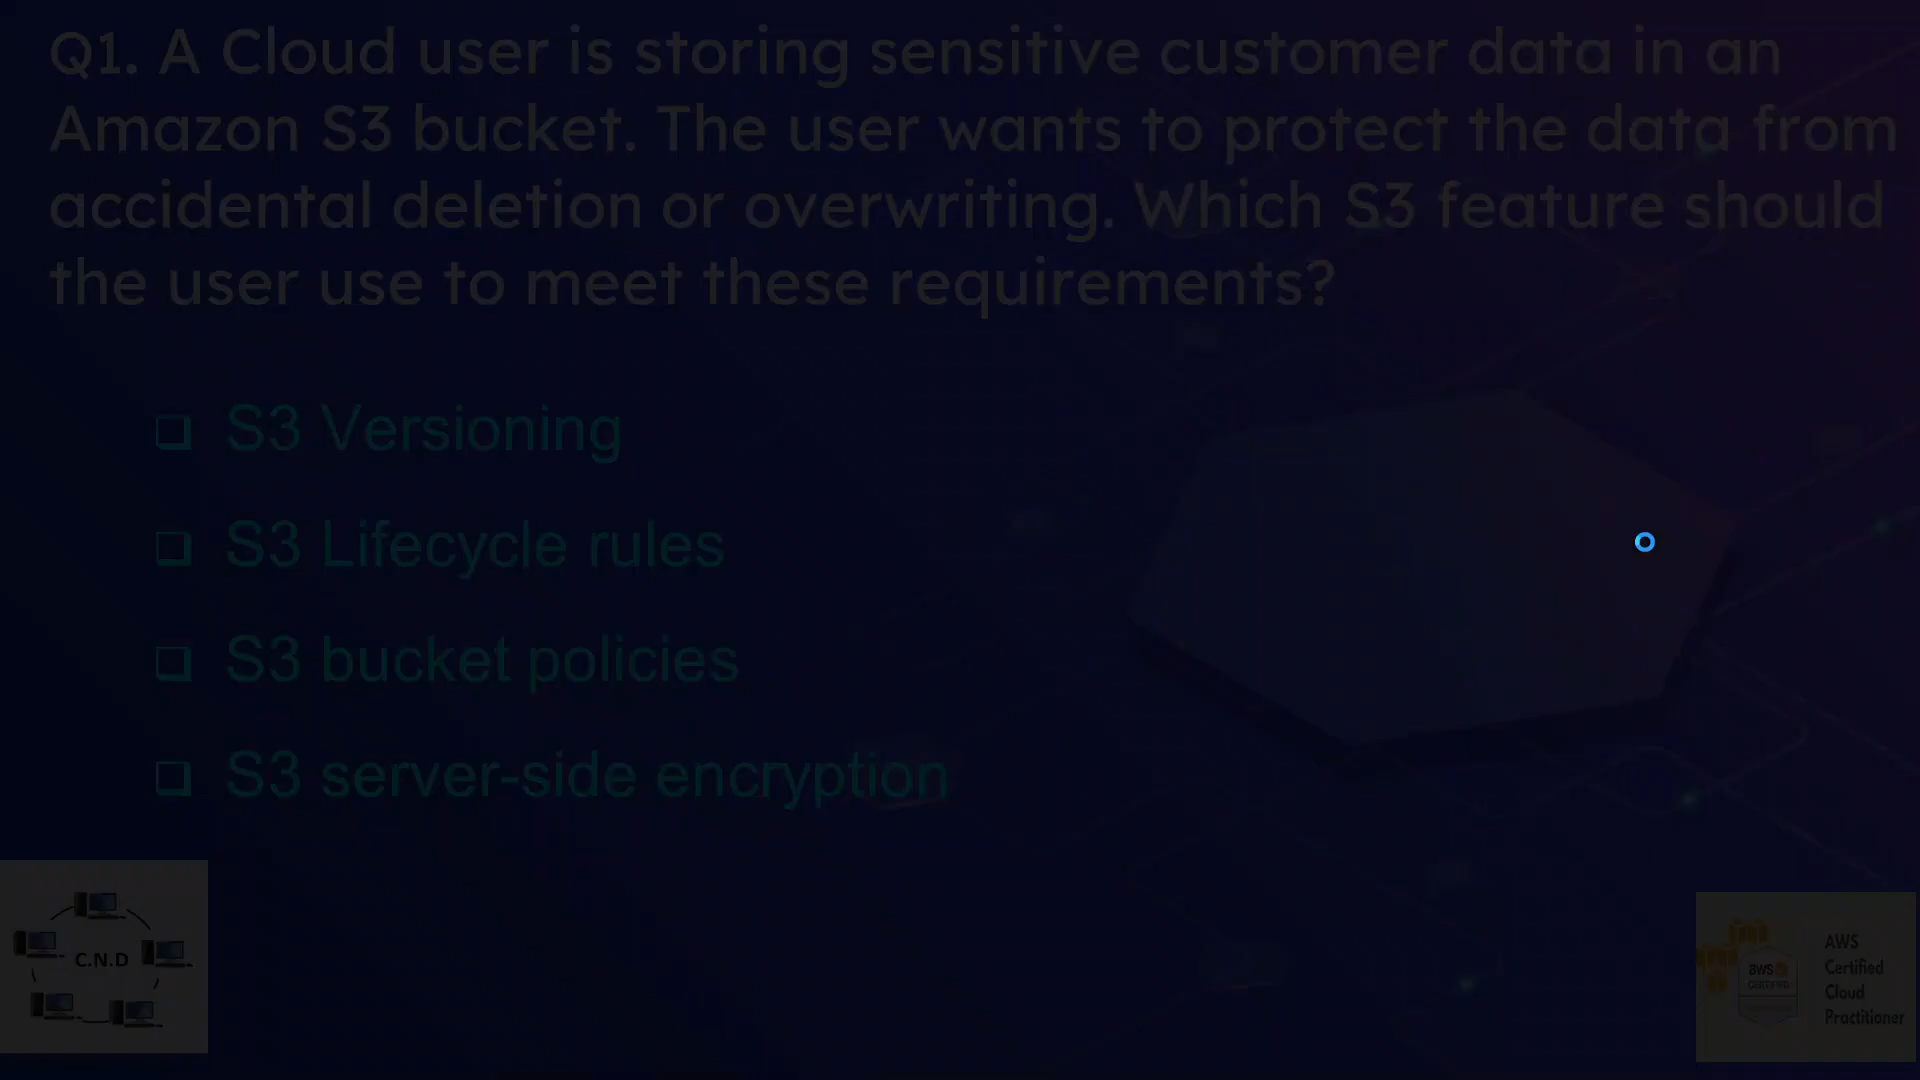 Q1. A Cloud user is storing sensitive customer data in an
Amazon S3 bucket. The user wants to protect the data from
accidental deletion or overwriting. Which S3 feature should
the user use to meet these requirements?
S3 Versioning
S3 Lifecycle rules
S3 bucket policies
S3 server-side encryption
C.N.D
aws
CERTIFIED
AWS
Certified
Cloud
Practitioner